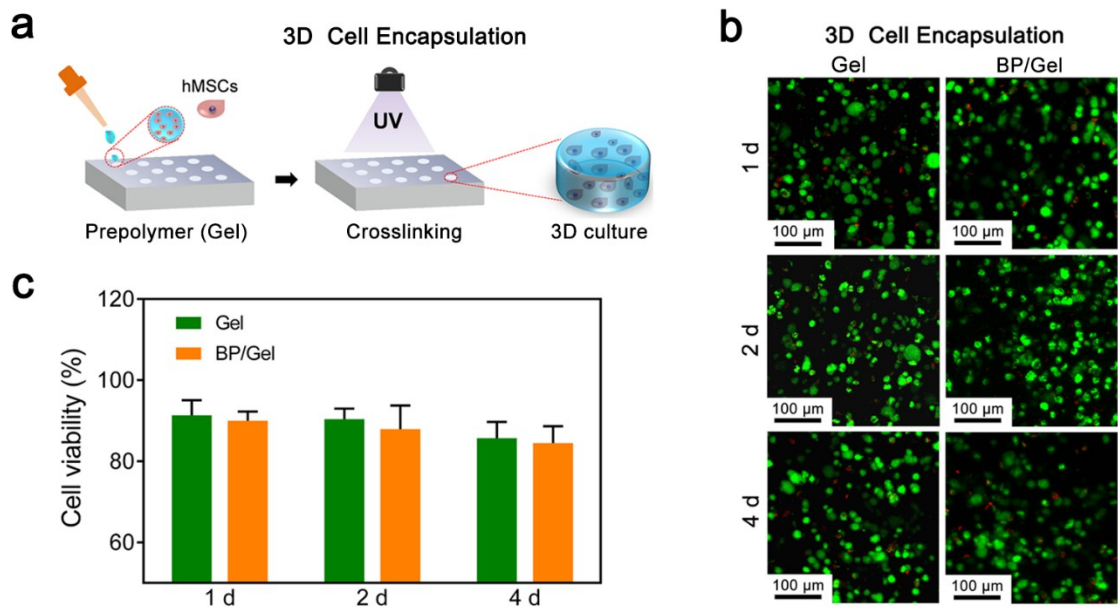 a
3D Cell Encapsulation
hMSCs
UV
Prepolymer (Gel)
Crosslinking
3D culture
b
3D Cell Encapsulation
Gel
BP/Gel
1 d
100 µm
100 µm
2 d
100 µm
100 µm
4 d
100 µm
100 µm
c
Cell viability (%)
120
100
80
60
Gel
BP/Gel
1 d
2 d
4 d